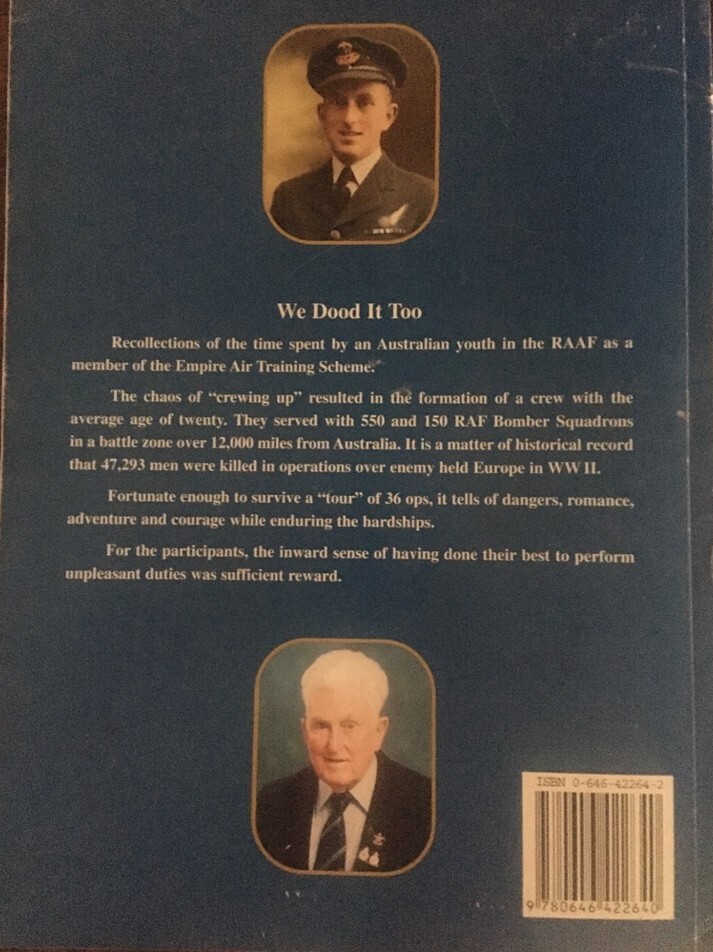 We Dood It Too
Recollections of the time spent by an Australian youth in the RAAF as a
member of the Empire Air Training Scheme.
The chaos of “crewing up” resulted in the formation of a crew with the
average age of twenty. They served with 550 and 150 RAF Bomber Squadrons
in a battle zone over 12,000 miles from Australia. It is a matter of historical record
that 47,293 men were killed in operations over enemy held Europe in WW II.
Fortunate enough to survive a “tour” of 36 ops, it tells of dangers, romance,
adventure and courage while enduring the hardships.
For the participants, the inward sense of having done their best to perform
unpleasant duties was sufficient reward.
ISBN 0-646-42264-2
9 780646 422640